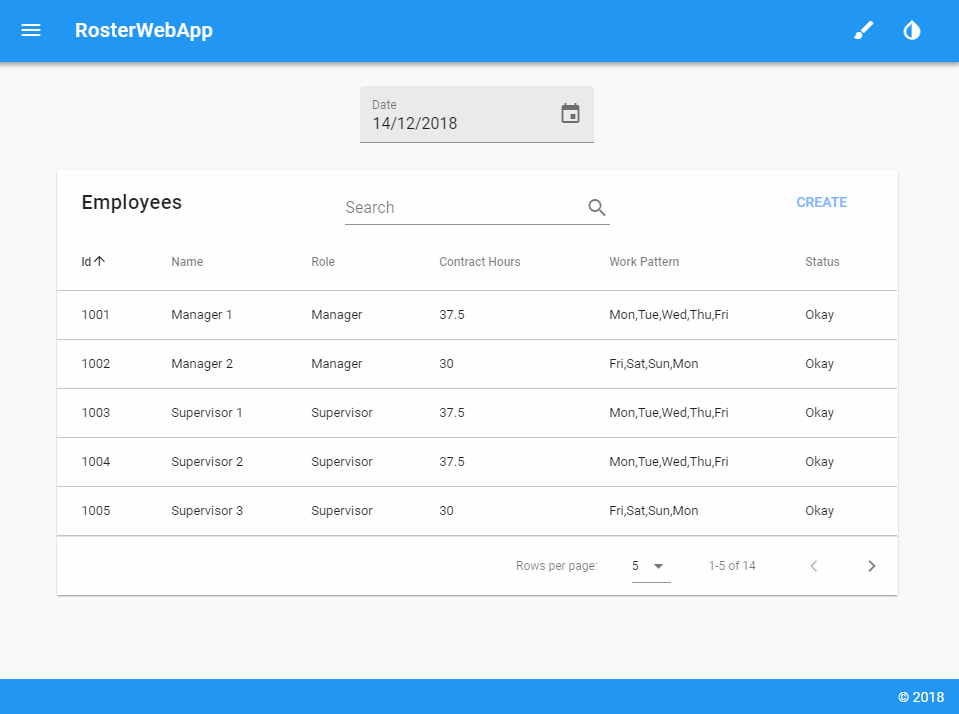 RosterWebApp
Date
14/12/2018
Employees
Search
CREATE
Id Name Role Contract Hours Work Pattern Status
1001 Manager 1 Manager 37.5 Mon,Tue,Wed,Thu,Fri Okay
1002 Manager 2 Manager 30 Fri,Sat,Sun,Mon Okay
1003 Supervisor 1 Supervisor 37.5 Mon,Tue,Wed,Thu,Fri Okay
1004 Supervisor 2 Supervisor 37.5 Mon,Tue,Wed,Thu,Fri Okay
1005 Supervisor 3 Supervisor 30 Fri,Sat,Sun,Mon Okay
Rows per page: 5 1-5 of 14
© 2018